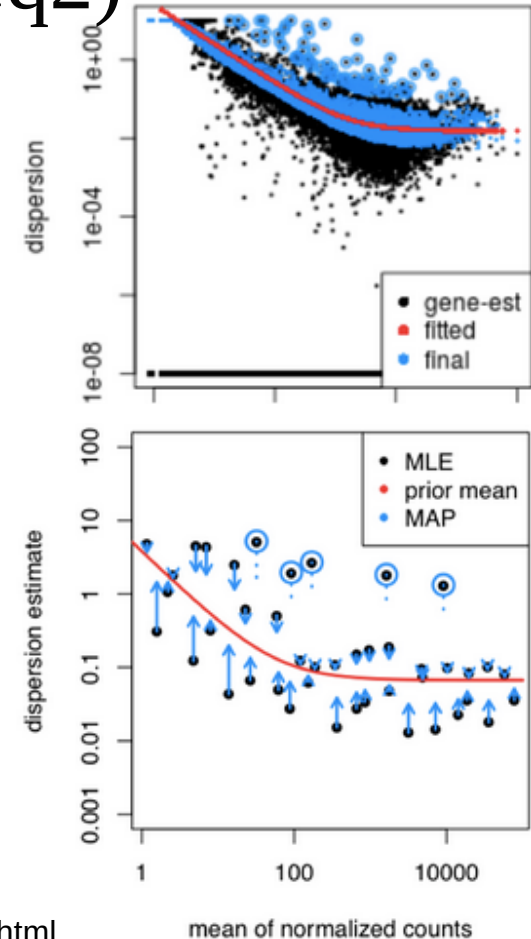 q2)
dispersion
1e+00
1e-04
1e-08
gene-est
fitted
final
dispersion estimate
100
10
1
0.1
0.01
0.001
MLE
prior mean
MAP
1
100
10000
mean of normalized counts
html